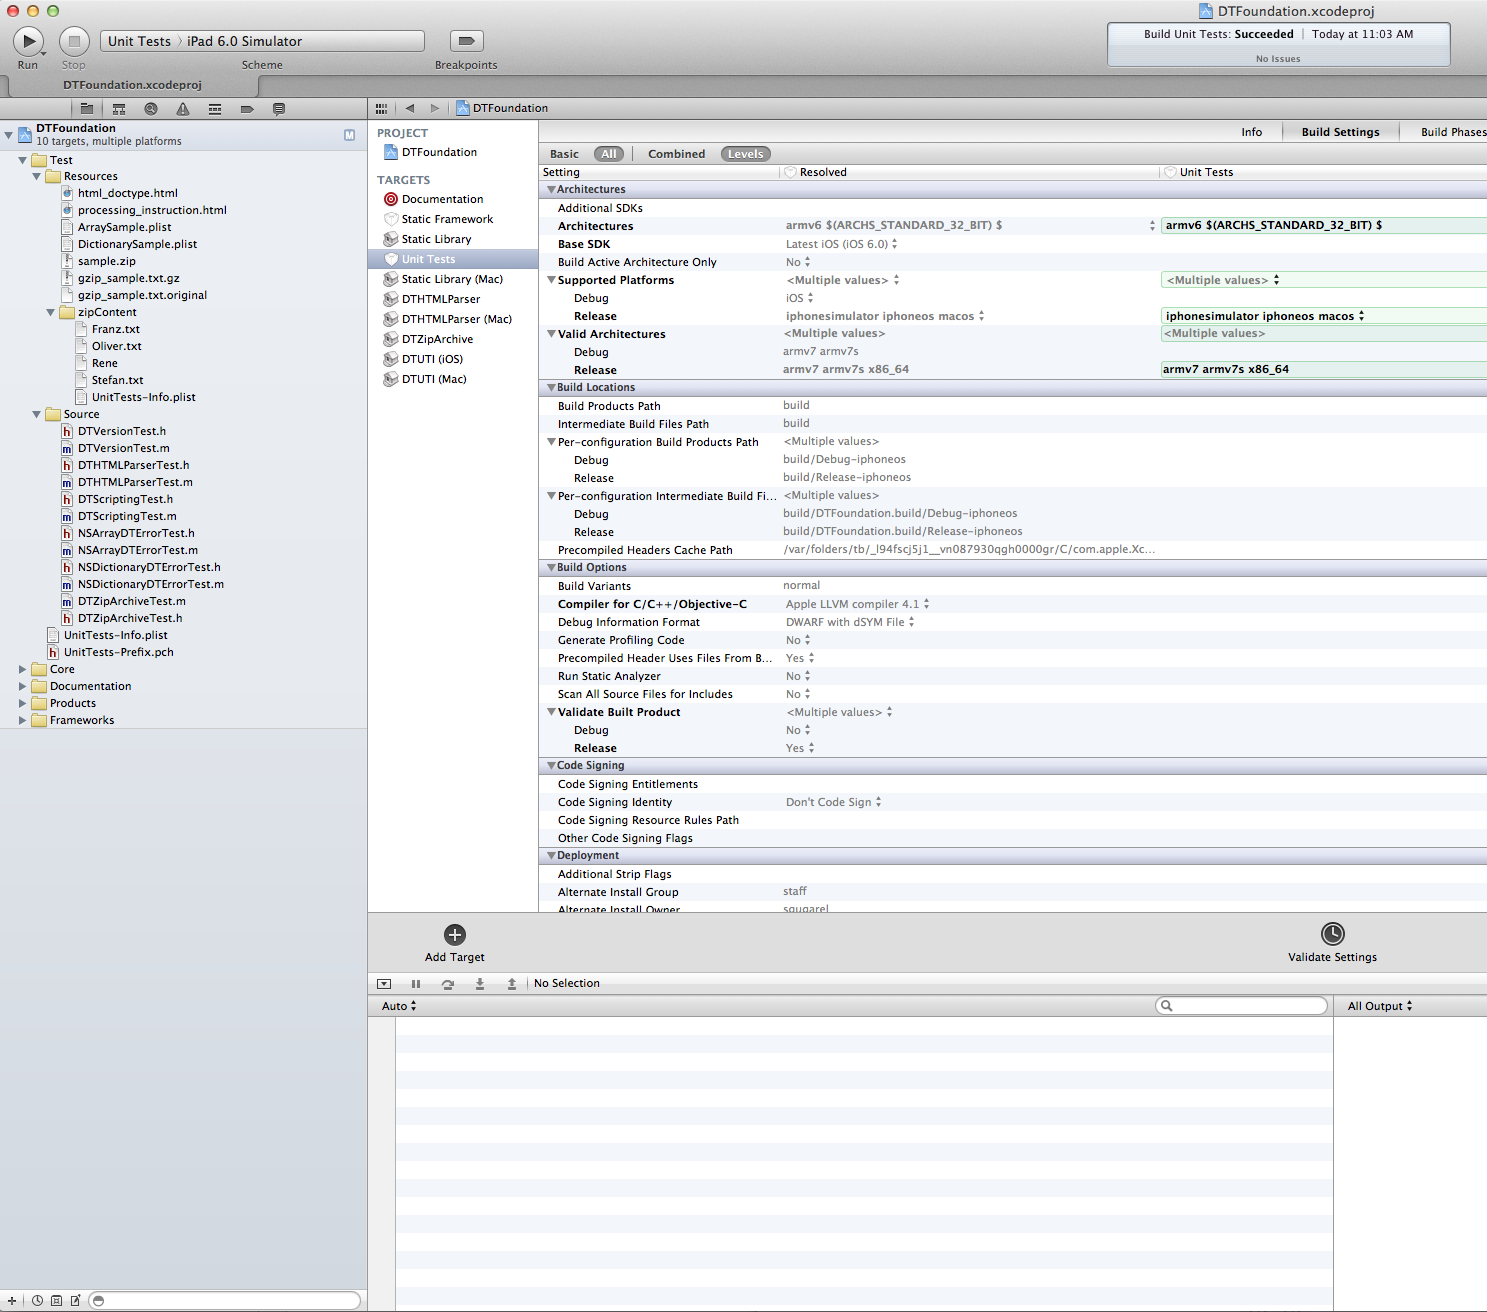 DTFoundation.xcodeproj
Unit Tests › iPad 6.0 Simulator
Build Unit Tests: Succeeded | Today at 11:03 AM
No Issues
Run Stop Scheme Breakpoints
DTFoundation.xcodeproj
DTFoundation
10 targets, multiple platforms
M
Test
Resources
html_doctype.html
processing_instruction.html
ArraySample.plist
DictionarySample.plist
sample.zip
gzip_sample.txt.gz
gzip_sample.txt.original
zipContent
Franz.txt
Oliver.txt
Rene
Stefan.txt
UnitTests-Info.plist
Source
DTVersionTest.h
DTVersionTest.m
DTHTMLParserTest.h
DTHTMLParserTest.m
DTScriptingTest.h
DTScriptingTest.m
NSArrayDTErrorTest.h
NSArrayDTErrorTest.m
NSDictionaryDTErrorTest.h
NSDictionaryDTErrorTest.m
DTZipArchiveTest.m
DTZipArchiveTest.h
UnitTests-Info.plist
UnitTests-Prefix.pch
Core
Documentation
Products
Frameworks
DTFoundation
PROJECT
DTFoundation
TARGETS
Documentation
Static Framework
Static Library
Unit Tests
Static Library (Mac)
DTHTMLParser
DTHTMLParser (Mac)
DTZipArchive
DTUTI (iOS)
DTUTI (Mac)
Info Build Settings Build Phases
Basic All Combined Levels
Setting Resolved Unit Tests
Architectures
Additional SDKs
Architectures armv6 $(ARCHS_STANDARD_32_BIT) $ armv6 $(ARCHS_STANDARD_32_BIT) $
Base SDK Latest iOS (iOS 6.0)
Build Active Architecture Only No
Supported Platforms <Multiple values> <Multiple values>
Debug iOS
Release iphonesimulator iphoneos macos iphonesimulator iphoneos macos
Valid Architectures <Multiple values> <Multiple values>
Debug armv7 armv7s
Release armv7 armv7s x86_64 armv7 armv7s x86_64
Build Locations
Build Products Path build
Intermediate Build Files Path build
Per-configuration Build Products Path <Multiple values>
Debug build/Debug-iphoneos
Release build/Release-iphoneos
Per-configuration Intermediate Build Fi... <Multiple values>
Debug build/DTFoundation.build/Debug-iphoneos
Release build/DTFoundation.build/Release-iphoneos
Precompiled Headers Cache Path /var/folders/tb/_l94fscj5j1__vn087930qgh0000gr/C/com.apple.Xc...
Build Options
Build Variants normal
Compiler for C/C++/Objective-C Apple LLVM compiler 4.1
Debug Information Format DWARF with dSYM File
Generate Profiling Code No
Precompiled Header Uses Files From B... Yes
Run Static Analyzer No
Scan All Source Files for Includes No
Validate Built Product <Multiple values>
Debug No
Release Yes
Code Signing
Code Signing Entitlements
Code Signing Identity Don't Code Sign
Code Signing Resource Rules Path
Other Code Signing Flags
Deployment
Additional Strip Flags
Alternate Install Group staff
Alternate Install Owner squgarel
Add Target Validate Settings
No Selection
Auto All Output